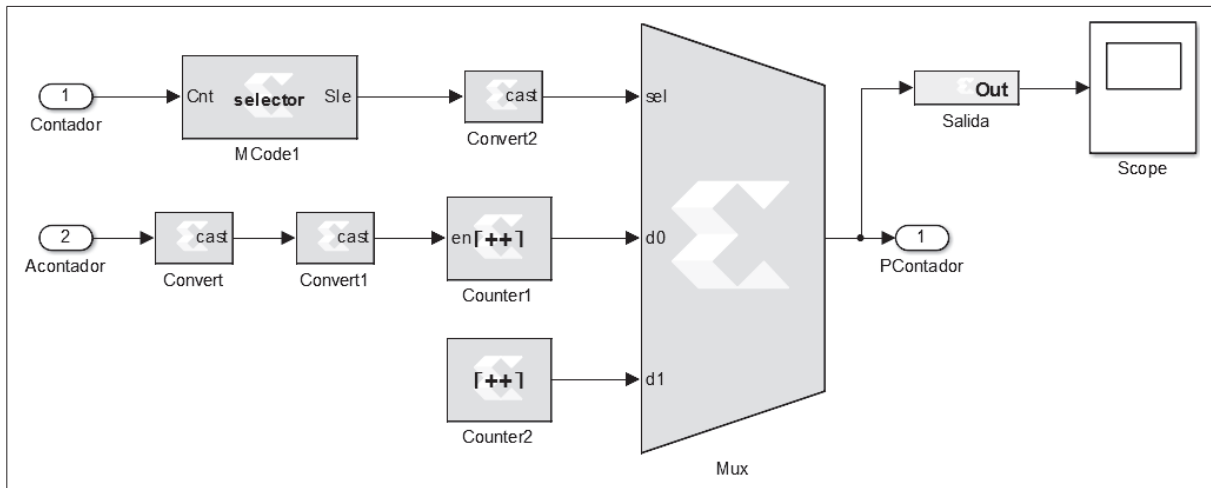 1
Contador
Cnt selector Sle
MCode1
cast
Convert2
sel
Out
Salida
Scope
2
Acontador
cast
Convert
cast
Convert1
en ⌈++⌉
Counter1
d0
1
PContador
⌈++⌉
Counter2
d1
Mux